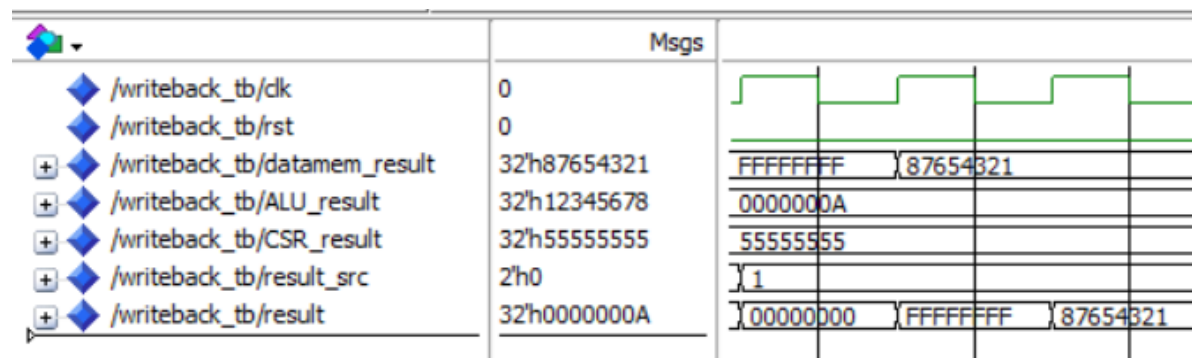 Msgs
/writeback_tb/clk 0
/writeback_tb/rst 0
/writeback_tb/datamem_result 32'h87654321 FFFFFFFF 87654321
/writeback_tb/ALU_result 32'h12345678 0000000A
/writeback_tb/CSR_result 32'h55555555 55555555
/writeback_tb/result_src 2'h0 1
/writeback_tb/result 32'h0000000A 00000000 FFFFFFFF 87654321